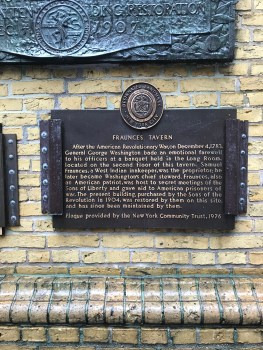 RESTORATION
1907
FRAUNCES TAVERN
After the American Revolutionary War, on December 4, 1783,
General George Washington bade an emotional farewell
to his officers at a banquet held in the Long Room,
located on the second floor of this tavern. Samuel
Fraunces, a West Indian innkeeper, was the proprietor; he
later became Washington's chief steward. Fraunces, also
an American patriot, was host to secret meetings of the
Sons of Liberty and gave aid to American prisoners of
war. The present building, purchased by the Sons of the
Revolution in 1904, was restored by them on this site
and has since been maintained by them.
Plaque provided by the New York Community Trust, 1976